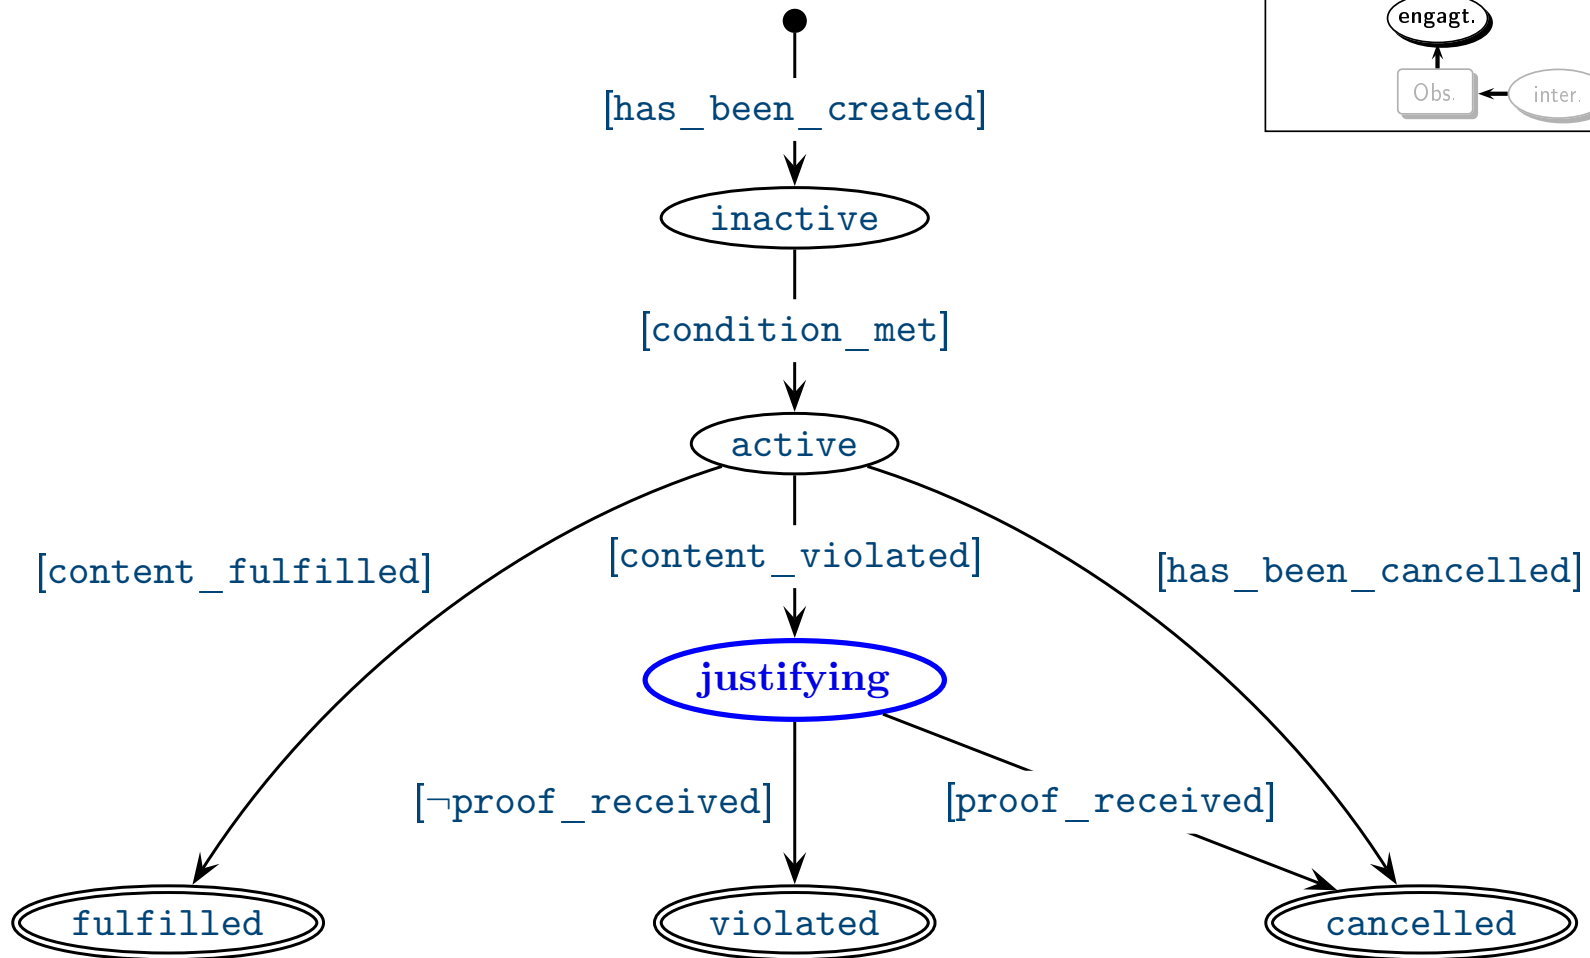 engagt.
Obs.
inter.
[has_been_created]
inactive
[condition_met]
active
[content_fulfilled]
[content_violated]
[has_been_cancelled]
justifying
[¬proof_received]
[proof_received]
fulfilled
violated
cancelled